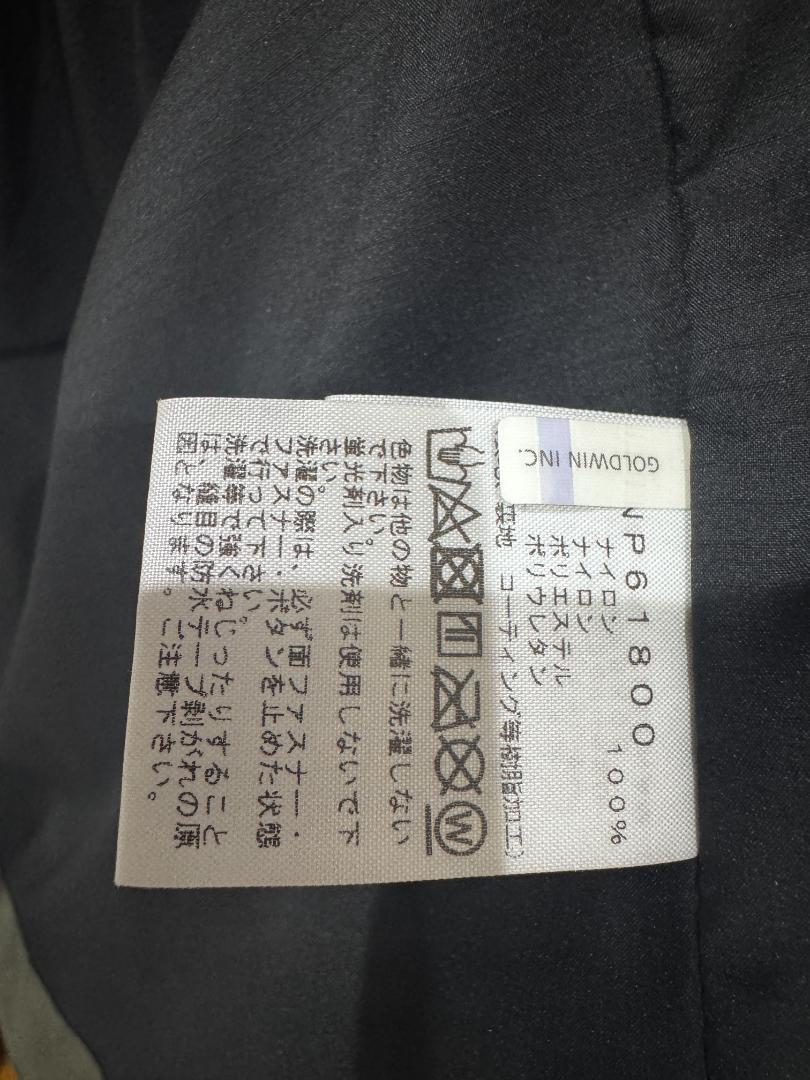 GOLDWIN INC.
NP61800
ナイロン 100%
ナイロン
ポリエステル
ポリウレタン
裏地 コーティング等樹脂加工)
W
色物は他の物と一緒に洗濯しない
で下さい。
蛍光剤入り洗剤は使用しないで下
さい。
洗濯の際は、必ず面ファスナー・
ファスナー・ボタンを止めた状態
で行って下さい。
洗濯等で強くねじったりすること
は、縫目の防水テープ剥がれの原
因となります。ご注意下さい。